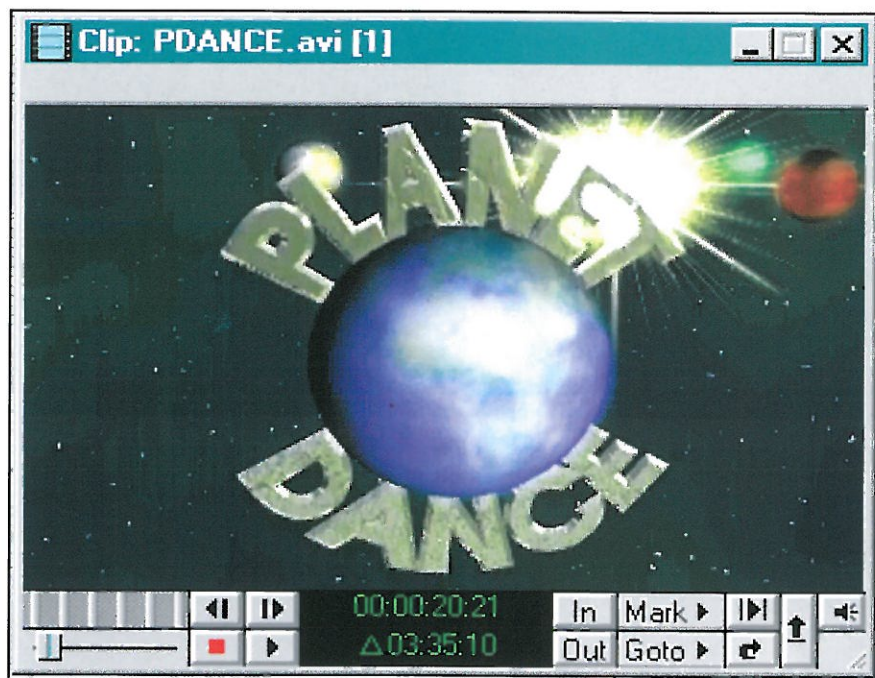 Clip: PDANCE.avi [1]
PLANET
DANCE
00:00:20:21
In Mark
Δ03:35:10
Out Goto